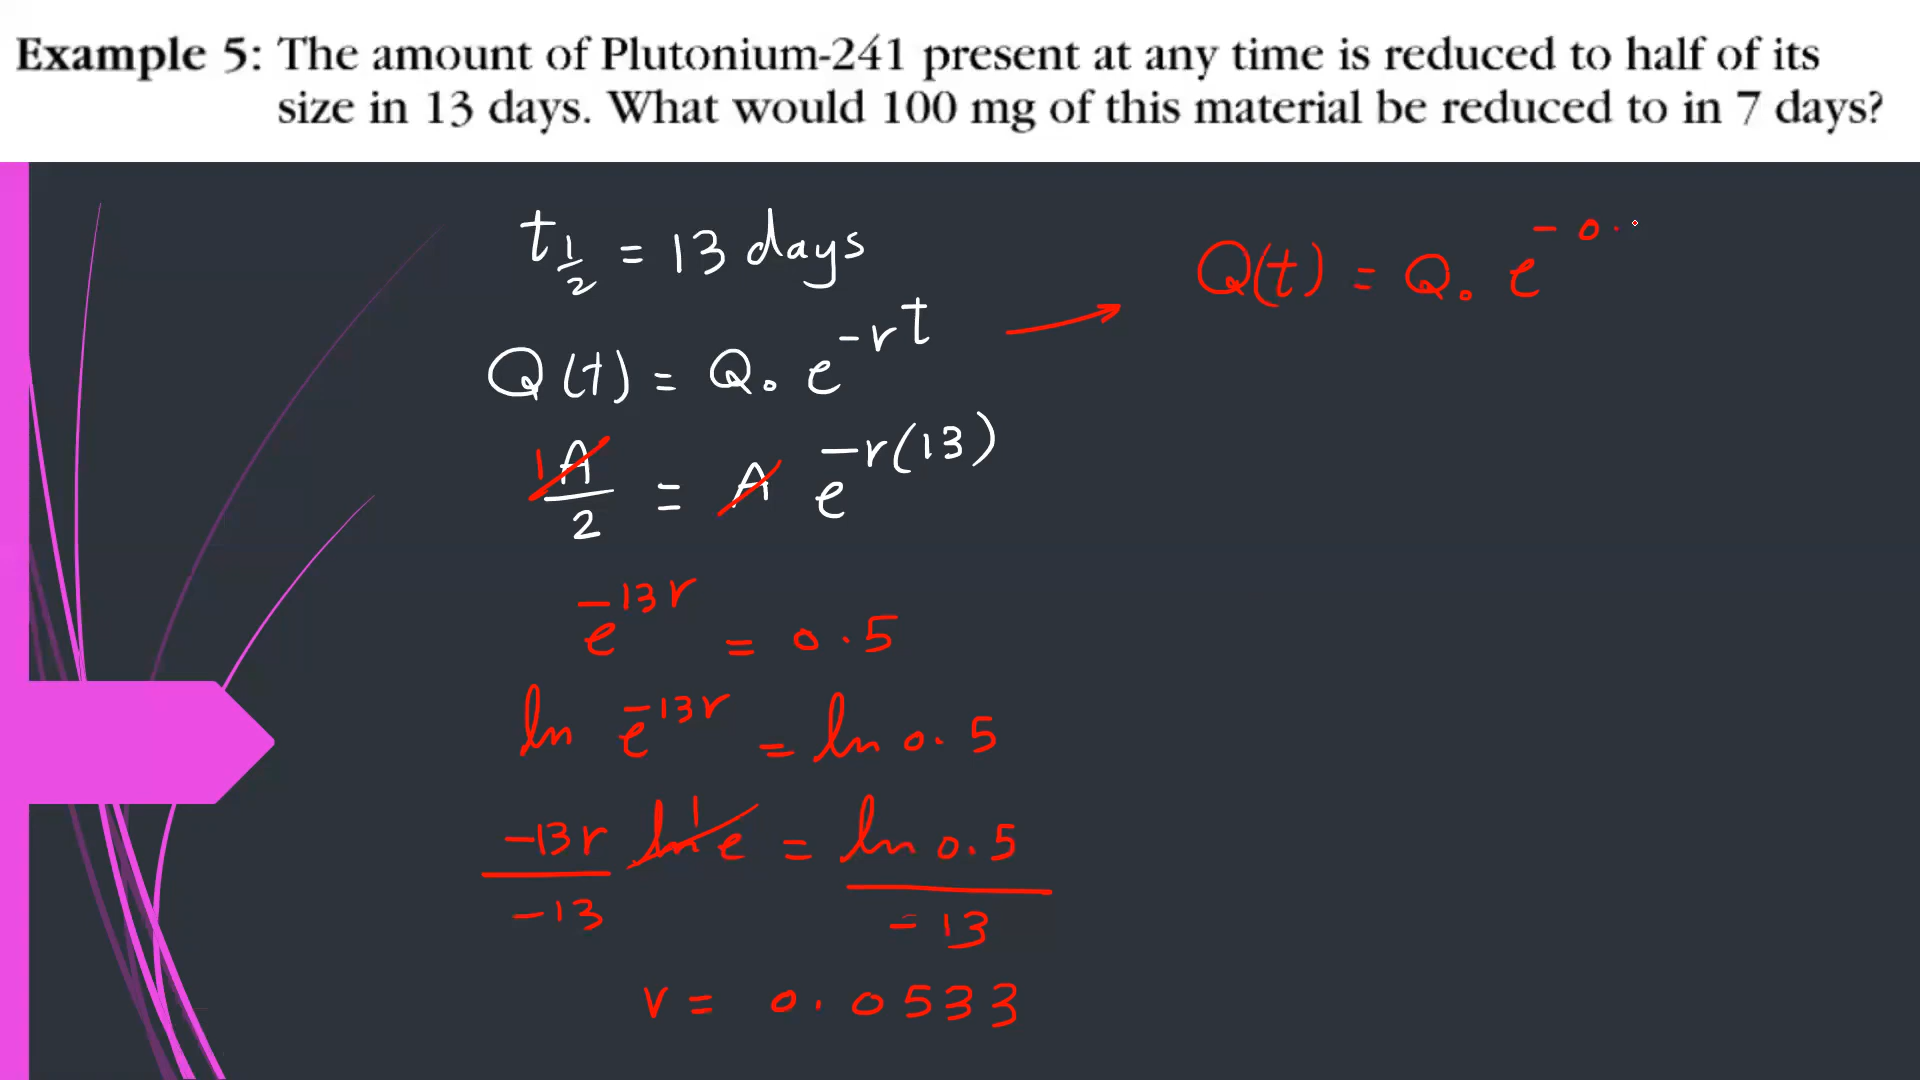 Example 5: The amount of Plutonium-241 present at any time is reduced to half of its
size in 13 days. What would 100 mg of this material be reduced to in 7 days?
t 1/2 = 13 days
Q(t) = Q. e^-rt
1A/2 = A e^-r(13)
e^-13r = 0.5
ln e^-13r = ln 0.5
-13r/-13 ln e 1 = ln 0.5/-13
r = 0.0533
Q(t) = Q. e^-0.